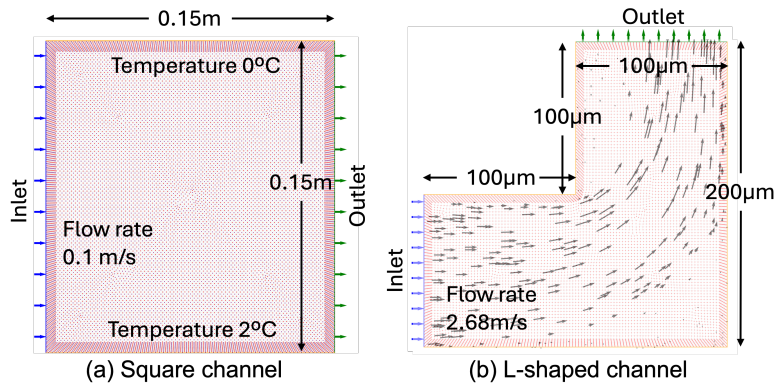 0.15m
Temperature 0ºC
0.15m
Inlet
Outlet
Flow rate
0.1 m/s
Temperature 2ºC
(a) Square channel
Outlet
100µm
100µm
100µm
200µm
Inlet
Flow rate
2.68m/s
(b) L-shaped channel